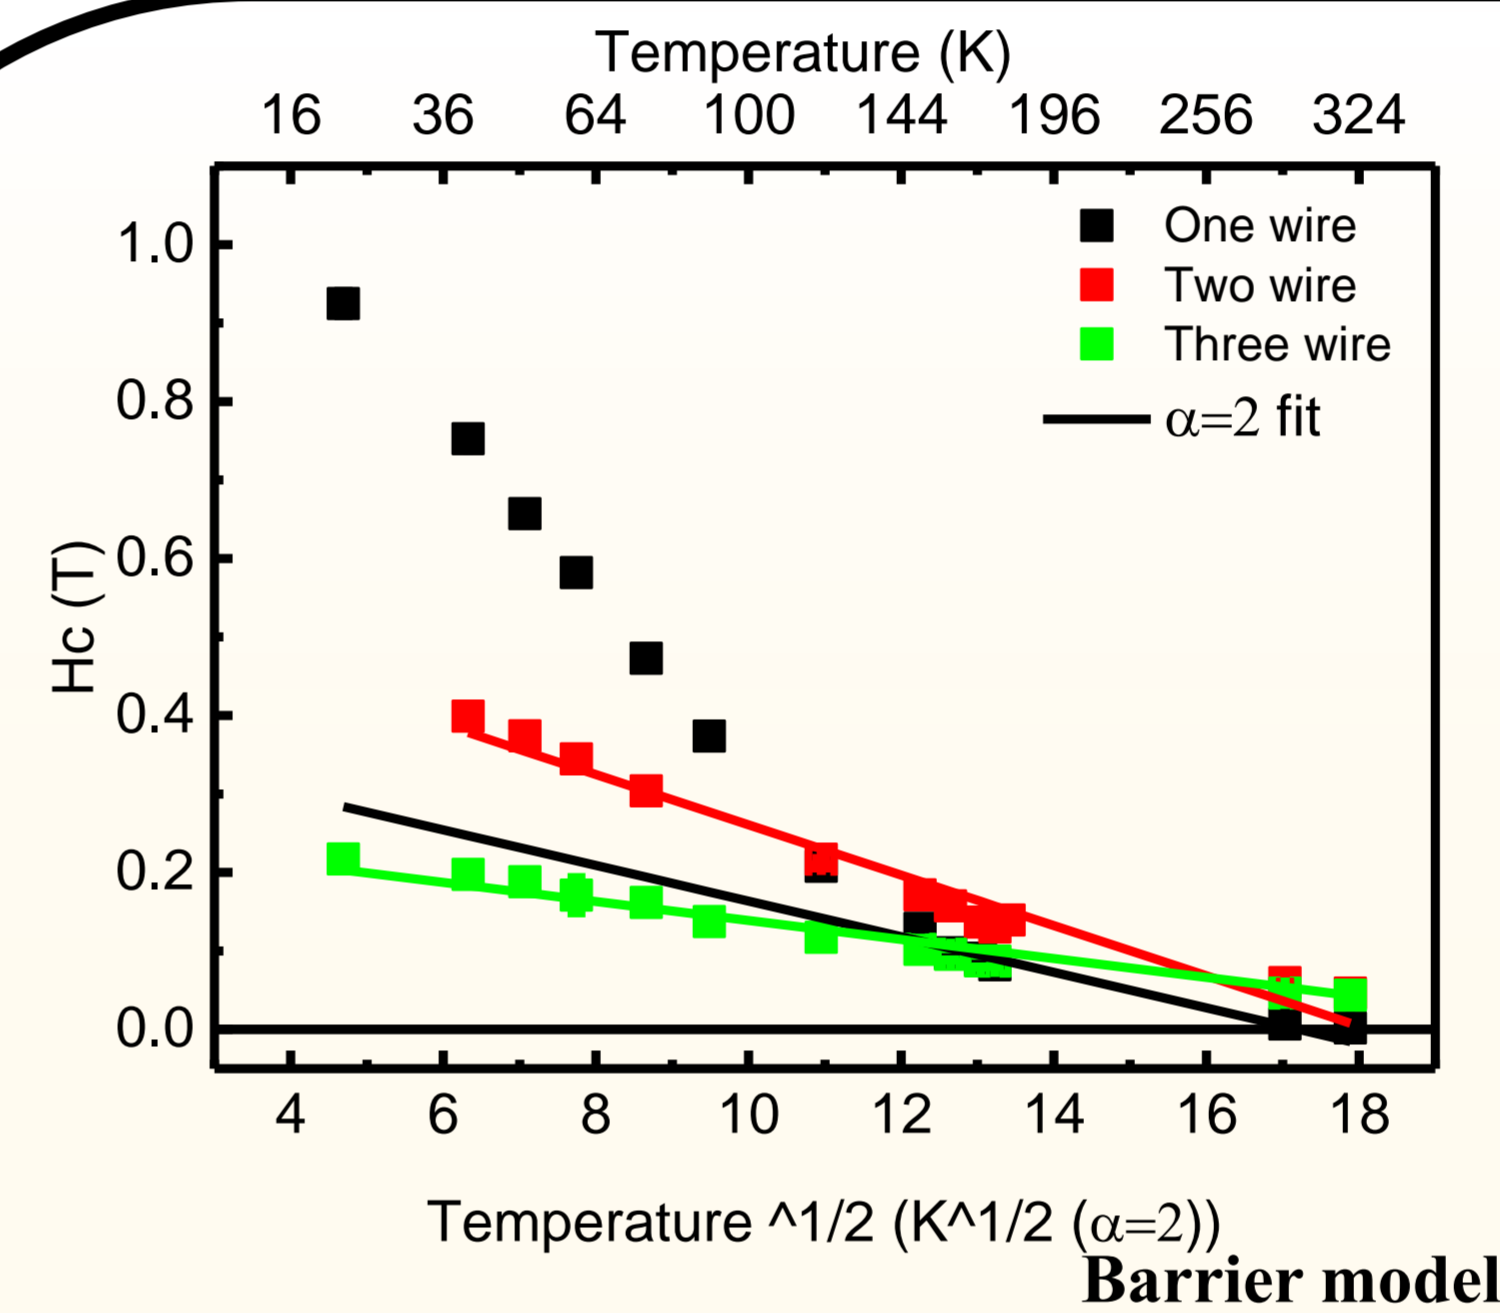 Temperature (K)
16 36 64 100 144 196 256 324
1.0
0.8
0.6
0.4
0.2
0.0
Hc (T)
One wire
Two wire
Three wire
α=2 fit
4 6 8 10 12 14 16 18
Temperature ^1/2 (K^1/2 (α=2))
Barrier model